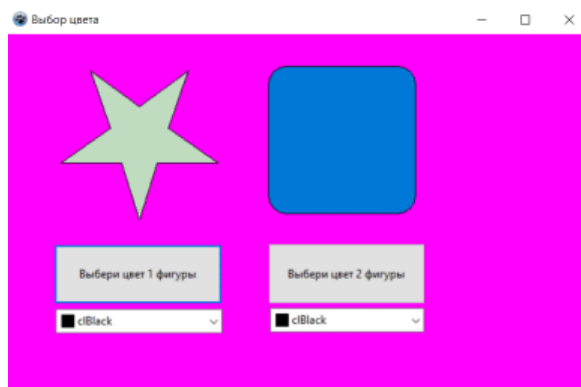 Выбор цвета
Выбери цвет 1 фигуры
Выбери цвет 2 фигуры
clBlack
clBlack